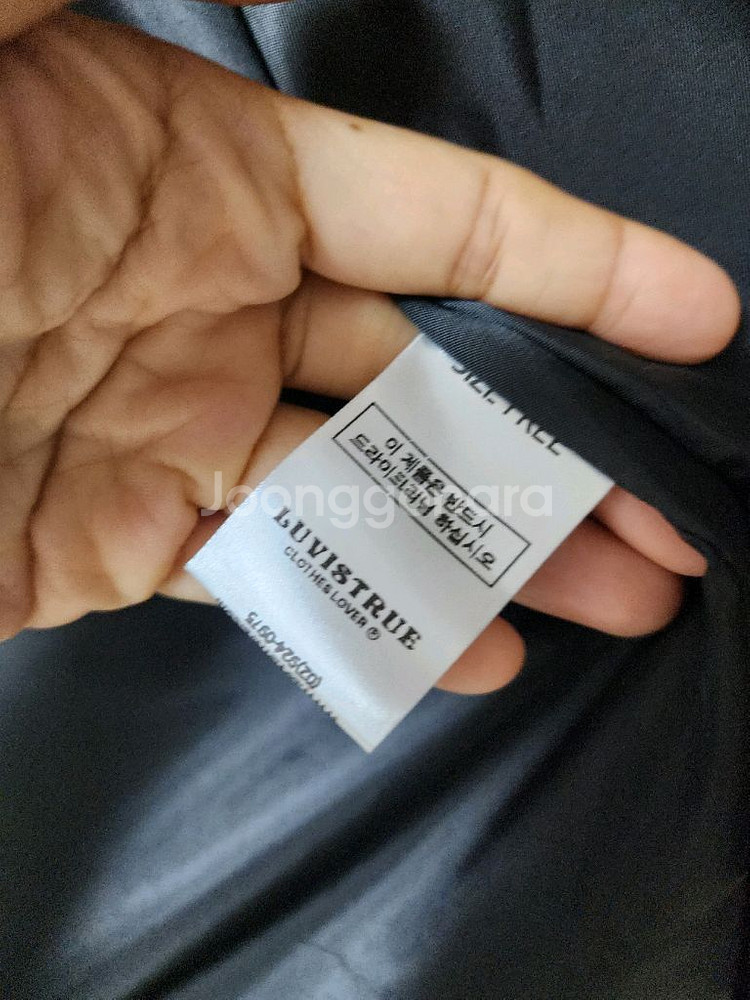 SIZE FREE
이 제품은 반드시
드라이크리닝 하십시오
LUVISTRUE
CLOTHES LOVER ®
(02)924-0975
Joonggonara